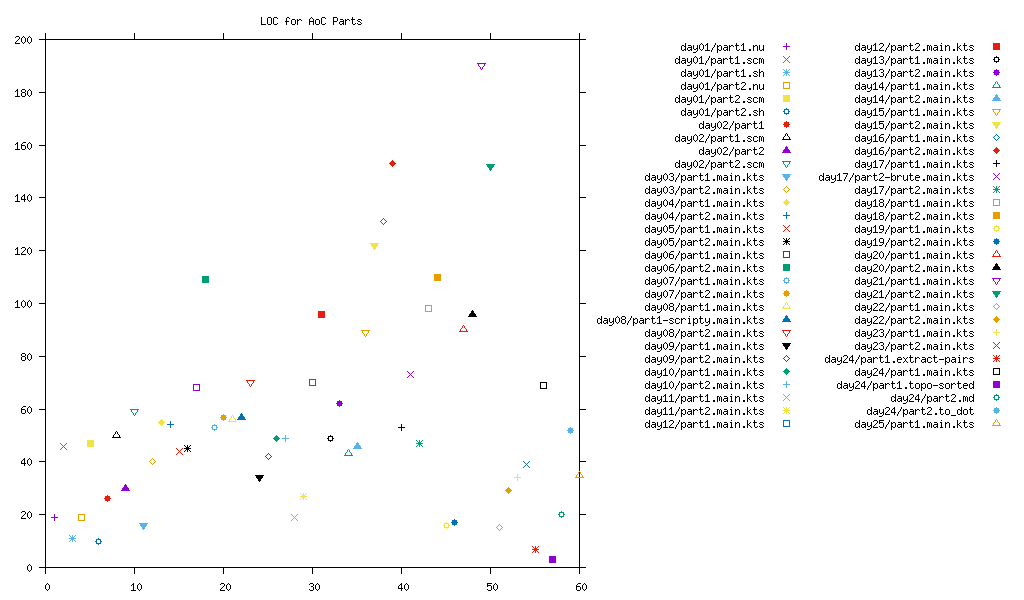 LOC for AoC Parts
200
180
160
140
120
100
80
60
40
20
0
0 10 20 30 40 50 60
day01/part1.nu
day01/part1.scm
day01/part1.sh
day01/part2.nu
day01/part2.scm
day01/part2.sh
day02/part1
day02/part1.scm
day02/part2
day02/part2.scm
day03/part1.main.kts
day03/part2.main.kts
day04/part1.main.kts
day04/part2.main.kts
day05/part1.main.kts
day05/part2.main.kts
day06/part1.main.kts
day06/part2.main.kts
day07/part1.main.kts
day07/part2.main.kts
day08/part1.main.kts
day08/part1-scripty.main.kts
day08/part2.main.kts
day09/part1.main.kts
day09/part2.main.kts
day10/part1.main.kts
day10/part2.main.kts
day11/part1.main.kts
day11/part2.main.kts
day12/part1.main.kts
day12/part2.main.kts
day13/part1.main.kts
day13/part2.main.kts
day14/part1.main.kts
day14/part2.main.kts
day15/part1.main.kts
day15/part2.main.kts
day16/part1.main.kts
day16/part2.main.kts
day17/part1.main.kts
day17/part2-brute.main.kts
day17/part2.main.kts
day18/part1.main.kts
day18/part2.main.kts
day19/part1.main.kts
day19/part2.main.kts
day20/part1.main.kts
day20/part2.main.kts
day21/part1.main.kts
day21/part2.main.kts
day22/part1.main.kts
day22/part2.main.kts
day23/part1.main.kts
day23/part2.main.kts
day24/part1.extract-pairs
day24/part1.main.kts
day24/part1.topo-sorted
day24/part2.md
day24/part2.to_dot
day25/part1.main.kts